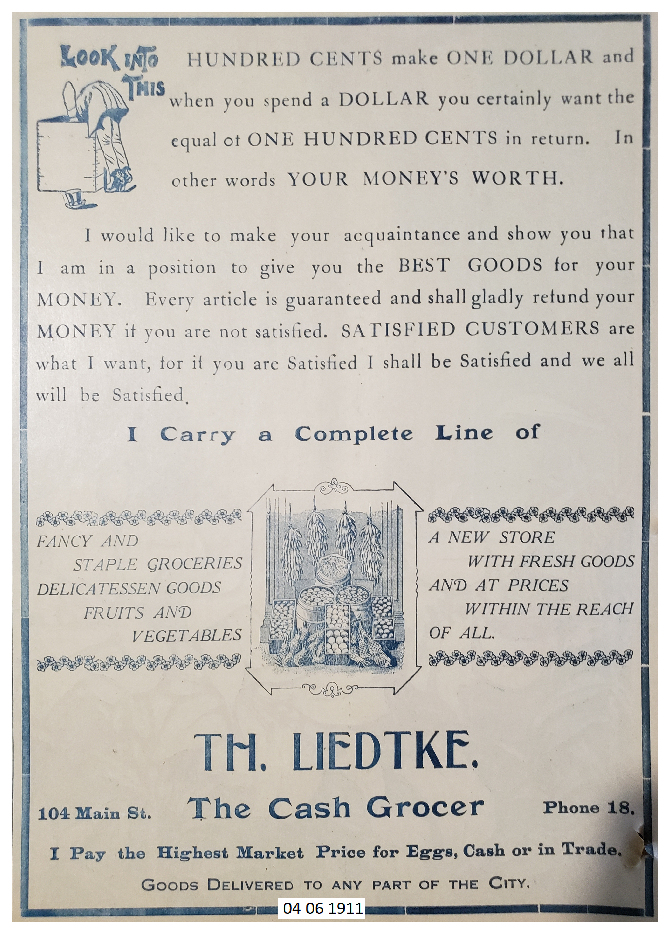 LOOK INTO
THIS
HUNDRED CENTS make ONE DOLLAR and
when you spend a DOLLAR you certainly want the
equal of ONE HUNDRED CENTS in return. In
other words YOUR MONEY'S WORTH.
I would like to make your acquaintance and show you that
I am in a position to give you the BEST GOODS for your
MONEY. Every article is guaranteed and shall gladly refund your
MONEY if you are not satisfied. SATISFIED CUSTOMERS are
what I want, for if you are Satisfied I shall be Satisfied and we all
will be Satisfied.
I Carry a Complete Line of
FANCY AND
STAPLE GROCERIES
DELICATESSEN GOODS
FRUITS AND
VEGETABLES
A NEW STORE
WITH FRESH GOODS
AND AT PRICES
WITHIN THE REACH
OF ALL.
TH. LIEDTKE.
104 Main St. The Cash Grocer Phone 18.
I Pay the Highest Market Price for Eggs, Cash or in Trade.
GOODS DELIVERED TO ANY PART OF THE CITY.
04 06 1911